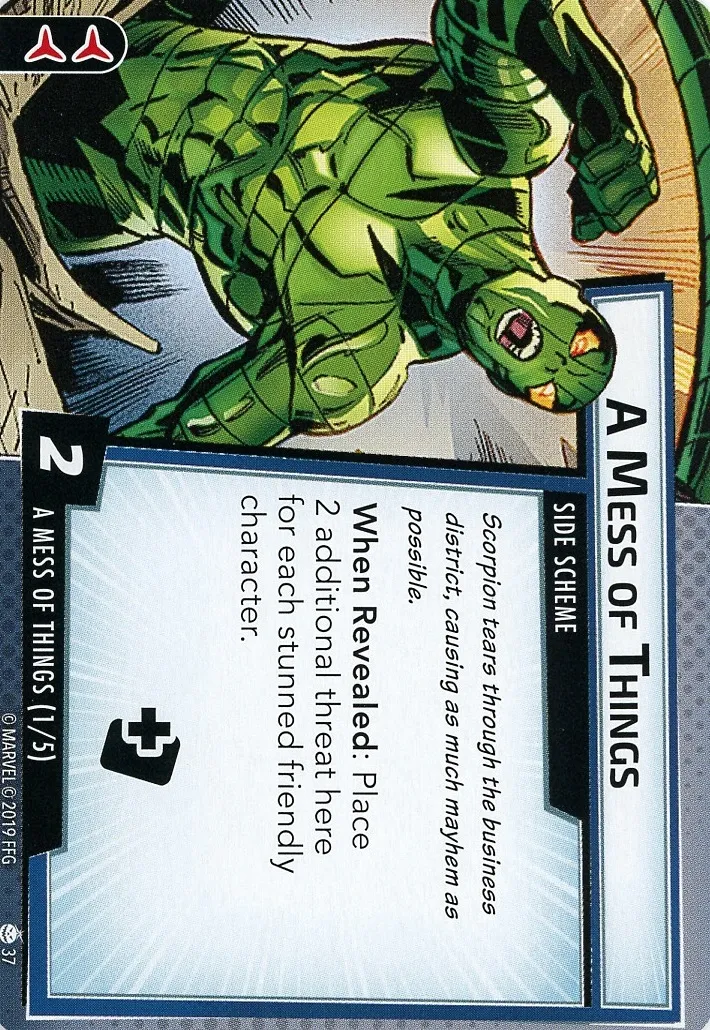 A MESS OF THINGS
SIDE SCHEME
Scorpion tears through the business
district, causing as much mayhem as
possible.
When Revealed: Place
2 additional threat here
for each stunned friendly
character.
2
A MESS OF THINGS (1/5)
© MARVEL © 2019 FFG
37